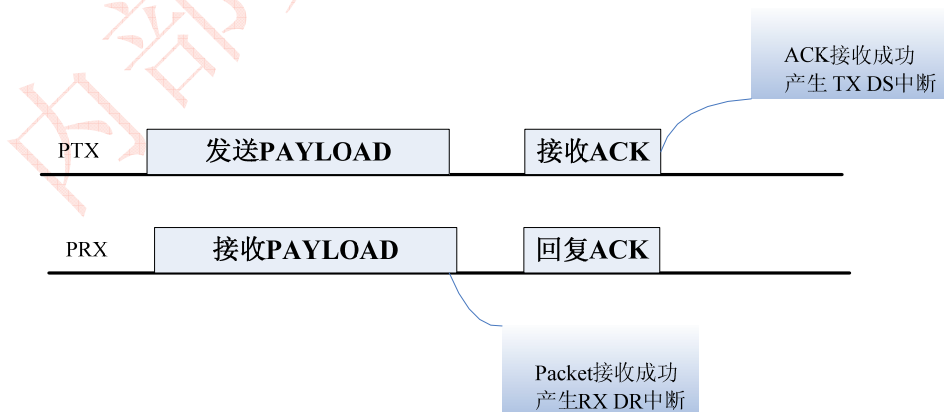 ACK接收成功
产生 TX DS中断
PTX
发送PAYLOAD
接收ACK
PRX
接收PAYLOAD
回复ACK
Packet接收成功
产生RX DR中断
内部